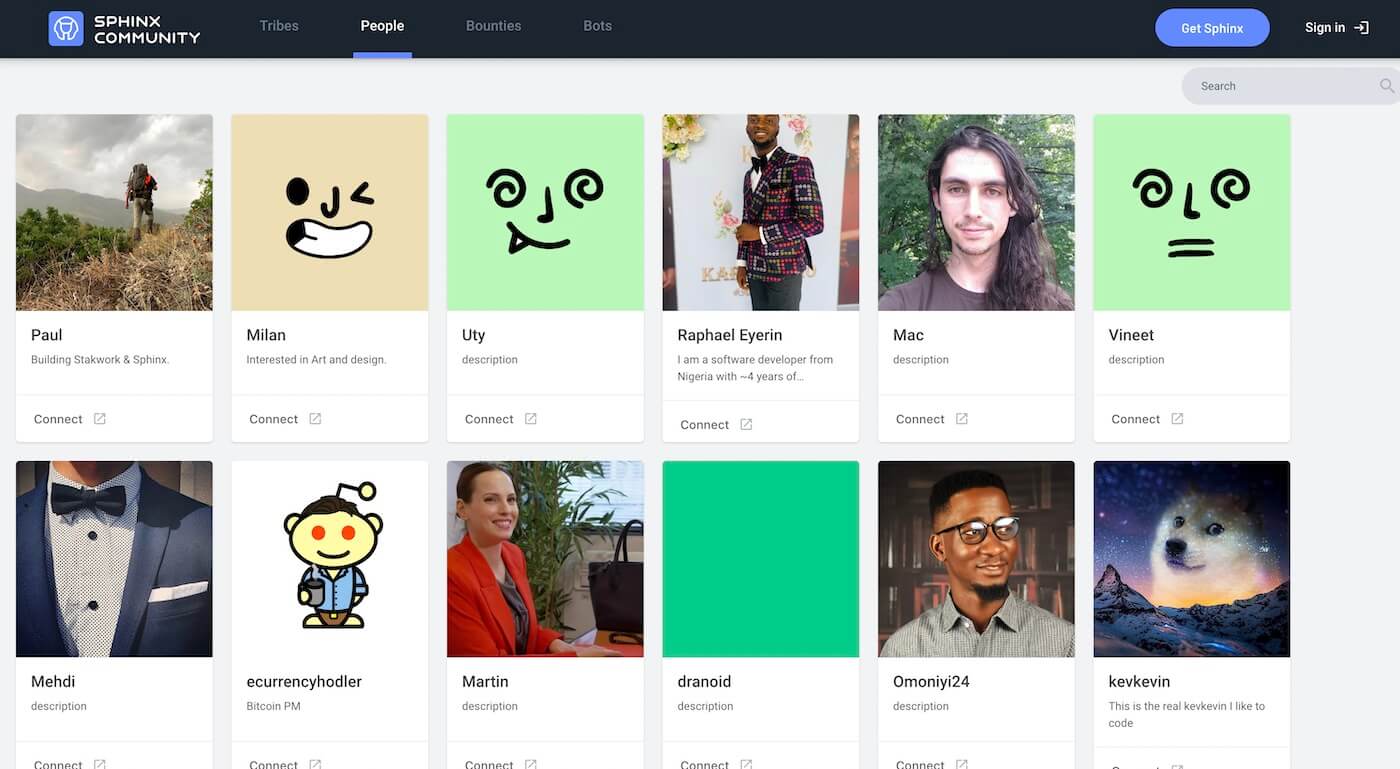 SPHINX
COMMUNITY
Tribes
People
Bounties
Bots
Get Sphinx
Sign in
Search
Paul
Building Stakwork & Sphinx.
Connect
Milan
Interested in Art and design.
Connect
Uty
description
Connect
Raphael Eyerin
I am a software developer from
Nigeria with ~4 years of...
Connect
Mac
description
Connect
Vineet
description
Connect
Mehdi
description
Connect
ecurrencyhodler
Bitcoin PM
Connect
Martin
description
Connect
dranoid
description
Connect
Omoniyi24
description
Connect
kevkevin
This is the real kevkevin I like to
code